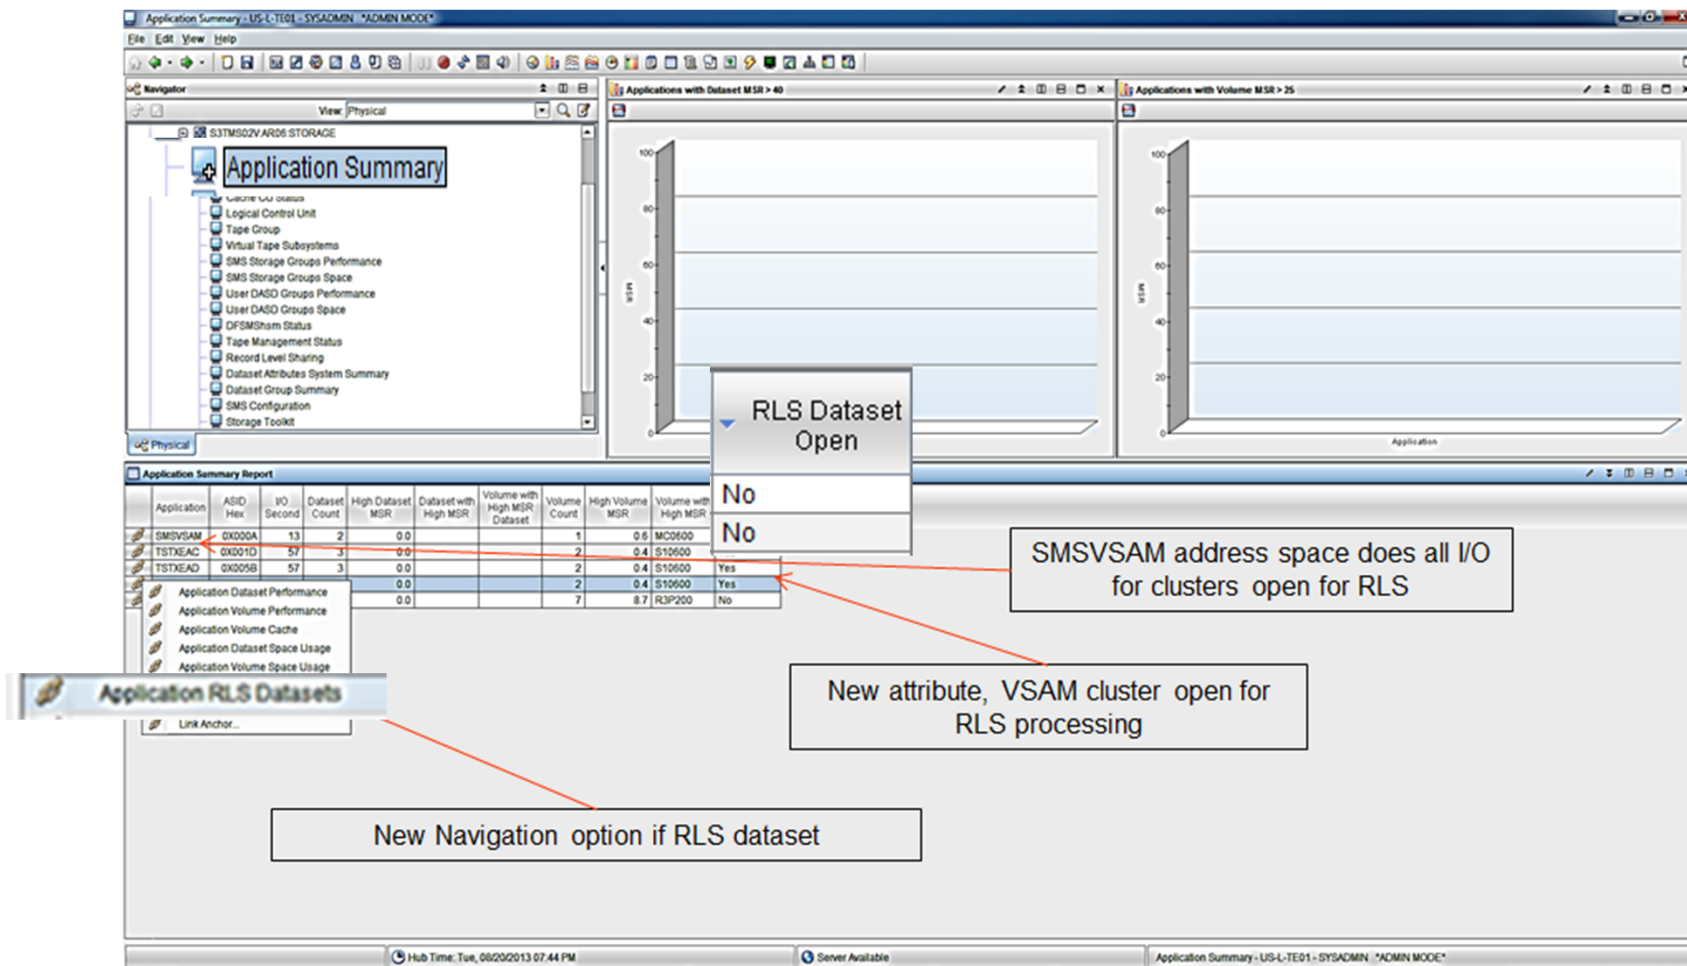 Application Summary - US-L-TE01 - SYSADMIN *ADMIN MODE*
File Edit View Help
Navigator
View: Physical
S3TMS02V:AR06:STORAGE
Application Summary
Cache CU Status
Logical Control Unit
Tape Group
Virtual Tape Subsystems
SMS Storage Groups Performance
SMS Storage Groups Space
User DASD Groups Performance
User DASD Groups Space
DFSMShsm Status
Tape Management Status
Record Level Sharing
Dataset Attributes System Summary
Dataset Group Summary
SMS Configuration
Storage Toolkit
Physical
Applications with Dataset MSR > 40
100
80
60
40
20
0
MSR
Applications with Volume MSR > 25
100
80
60
40
20
0
MSR
Application
Application Summary Report
Application ASID Hex I/O Second Dataset Count High Dataset MSR Dataset with High MSR Volume with High MSR Dataset Volume Count High Volume MSR Volume with High MSR
RLS Dataset Open
No
No
SMSVSAM 0X000A 13 2 0.0 1 0.6 MC0600
TSTXEAC 0X001D 57 3 0.0 2 0.4 S10600
TSTXEAD 0X005B 57 3 0.0 2 0.4 S10600 Yes
0.0 2 0.4 S10600 Yes
0.0 7 8.7 R3P200 No
Application Dataset Performance
Application Volume Performance
Application Volume Cache
Application Dataset Space Usage
Application Volume Space Usage
Application RLS Datasets
Link Anchor...
SMSVSAM address space does all I/O
for clusters open for RLS
New attribute, VSAM cluster open for
RLS processing
New Navigation option if RLS dataset
Hub Time: Tue, 08/20/2013 07:44 PM
Server Available
Application Summary - US-L-TE01 - SYSADMIN *ADMIN MODE*